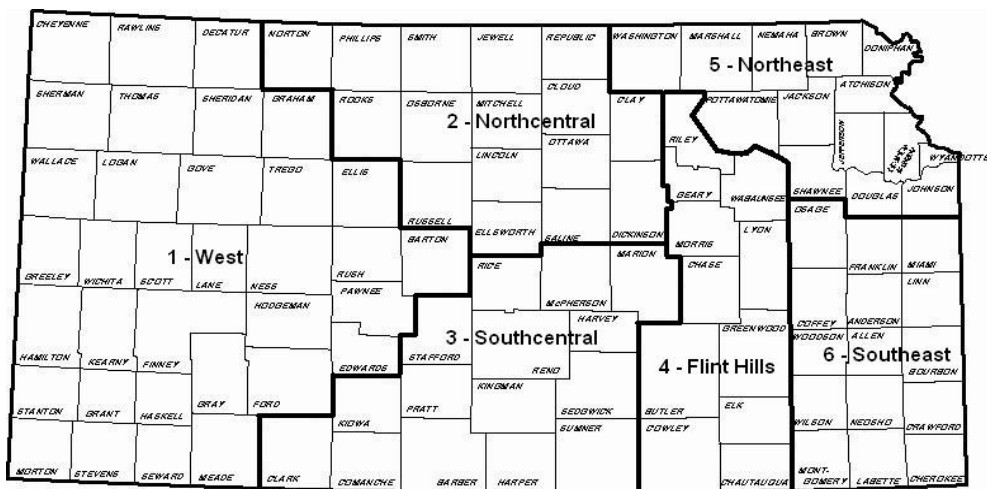 CHEYENNE
RAWLINS
DECATUR
NORTON
PHILLIPS
SMITH
JEWELL
REPUBLIC
WASHINGTON
MARSHALL
NEMAHA
BROWN
DONIPHAN
5 - Northeast
ATCHISON
SHERMAN
THOMAS
SHERIDAN
GRAHAM
ROOKS
OSBORNE
MITCHELL
CLOUD
CLAY
POTTAWATOMIE
JACKSON
2 - Northcentral
RILEY
JEFFERSON
WYANDOTTE
WALLACE
LOGAN
GOVE
TREGO
ELLIS
LINCOLN
OTTAWA
GEARY
WABAUNSEE
SHAWNEE
DOUGLAS
JOHNSON
RUSSELL
ELLSWORTH
SALINE
DICKINSON
MORRIS
LYON
OSAGE
1 - West
BARTON
RICE
MARION
CHASE
FRANKLIN
MIAMI
GREELEY
WICHITA
SCOTT
LANE
NESS
RUSH
PAWNEE
McPHERSON
LINN
HODGEMAN
HARVEY
GREENWOOD
COFFEY
ANDERSON
3 - Southcentral
WOODSON
ALLEN
6 - Southeast
HAMILTON
KEARNY
FINNEY
EDWARDS
STAFFORD
RENO
4 - Flint Hills
BOURBON
KINGMAN
STANTON
GRANT
HASKELL
GRAY
FORD
PRATT
SEDGWICK
BUTLER
ELK
KIOWA
SUMNER
COWLEY
WILSON
NEOSHO
CRAWFORD
MORTON
STEVENS
SEWARD
MEADE
CLARK
COMANCHE
BARBER
HARPER
CHAUTAUQUA
MONT-
GOMERY
LABETTE
CHEROKEE